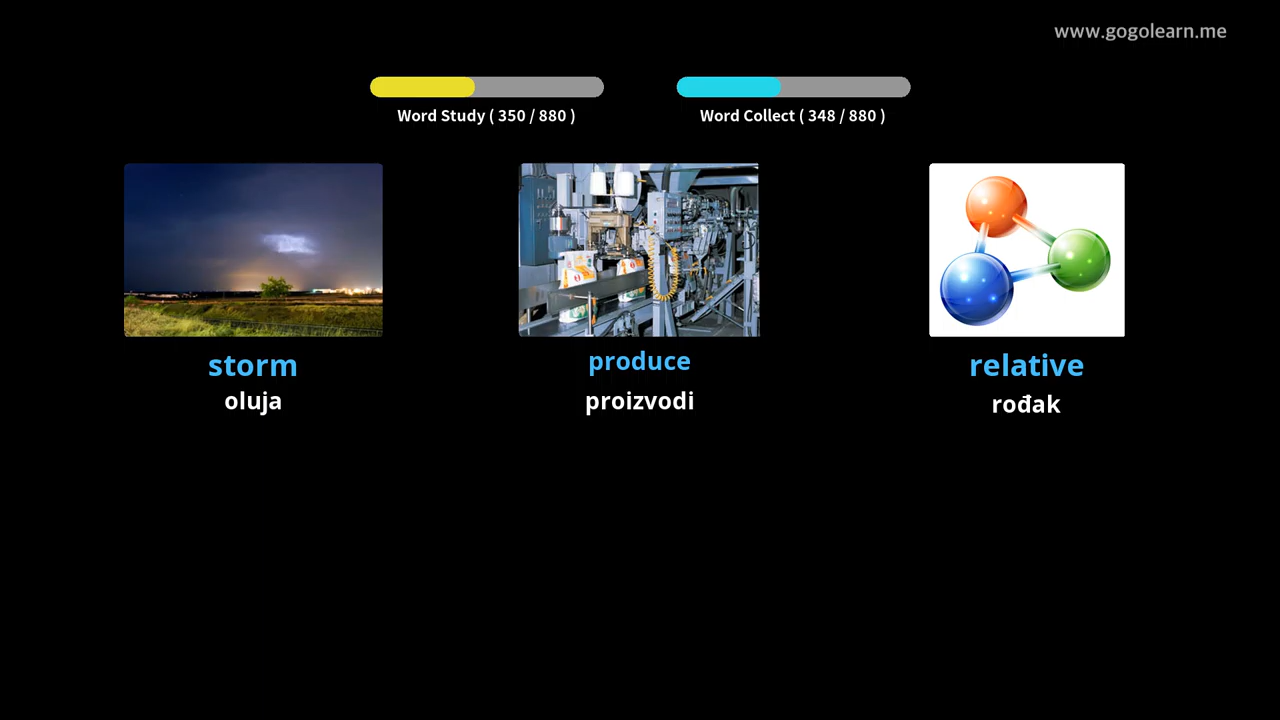 www.gogolearn.me
Word Study ( 350 / 880 )
Word Collect ( 348 / 880 )
storm
produce
relative
oluja
proizvodi
rođak